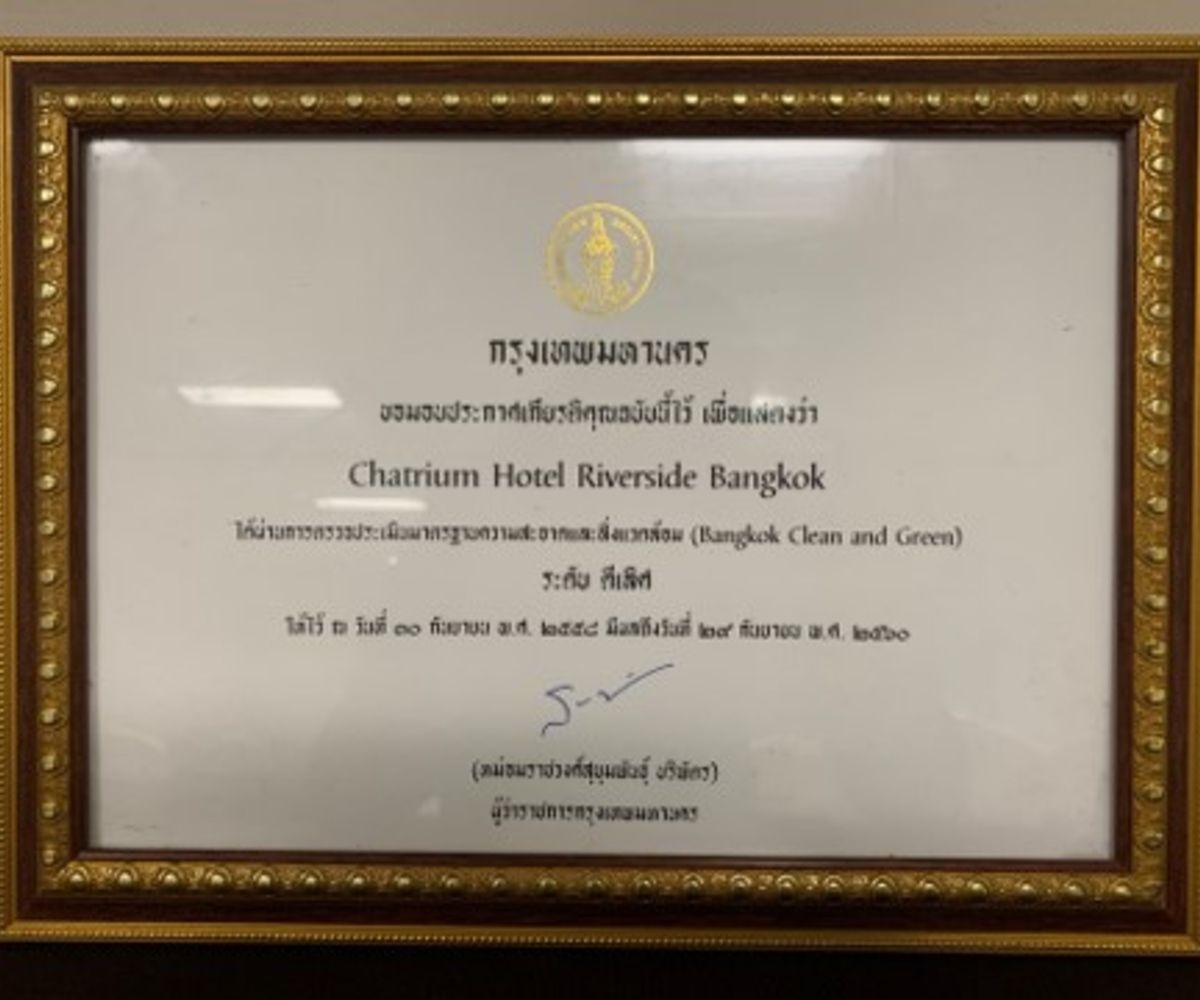 กรุงเทพมหานคร
ขอมอบประกาศเกียรติคุณฉบับนี้ไว้ เพื่อแสดงว่า
Chatrium Hotel Riverside Bangkok
ได้ผ่านการตรวจประเมินมาตรฐานความสะอาดและสิ่งแวดล้อม (Bangkok Clean and Green)
ระดับ ดีเลิศ
ให้ไว้ ณ วันที่ ๓๐ กันยายน พ.ศ. ๒๕๕๘ มีผลถึงวันที่ ๒๙ กันยายน พ.ศ. ๒๕๖๐
(หม่อมราชวงศ์สุขุมพันธุ์ บริพัตร)
ผู้ว่าราชการกรุงเทพมหานคร